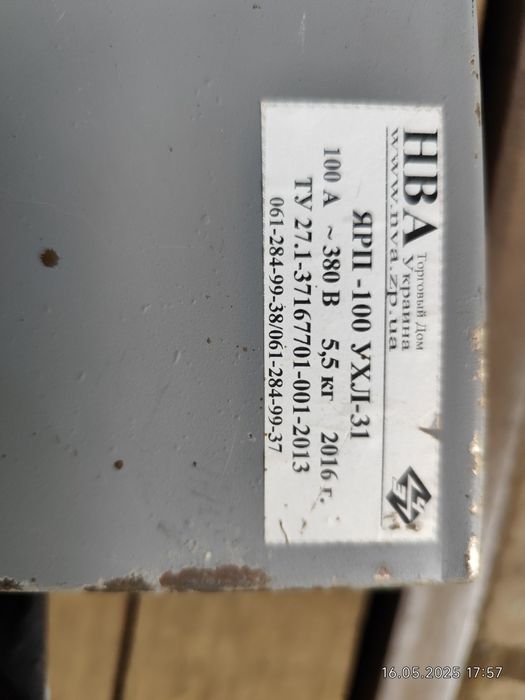 НВА Торговый Дом
Украина
www.nva.zp.ua
ЯРП -100 УХЛ-31
100 А ~ 380 В 5,5 кг 2016 г.
ТУ 27.1-37167701-001-2013
061-284-99-38/061-284-99-37
16.05.2025 17:57